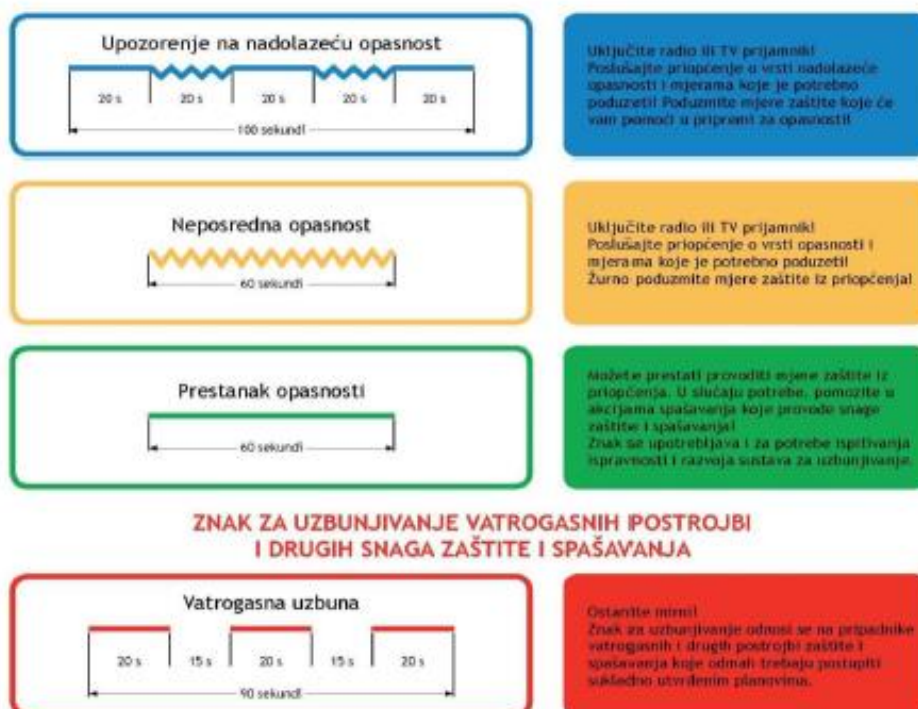 Upozorenje na nadolazeću opasnost
20 s 20 s 20 s 20 s 20 s
100 sekundi
Uključite radio ili TV prijamnik!
Poslušajte priopćenje o vrsti nadolazeće
opasnosti i mjerama koje je potrebno
poduzeti! Poduzmite mjere zaštite koje će
vam pomoći u pripremi za opasnosti!
Neposredna opasnost
60 sekundi
Uključite radio ili TV prijamnik!
Poslušajte priopćenje o vrsti opasnosti i
mjerama koje je potrebno poduzeti!
Žurno poduzmite mjere zaštite iz priopćenja!
Prestanak opasnosti
60 sekundi
Možete prestati provoditi mjere zaštite iz
priopćenja. U slučaju potrebe, pomozite u
akcijama spašavanja koje provode snage
zaštite i spašavanja!
Znak se upotrebljava i za potrebe ispitivanja
ispravnosti i razvoja sustava za uzbunjivanje.
ZNAK ZA UZBUNJIVANJE VATROGASNIH POSTROJBI
I DRUGIH SNAGA ZAŠTITE I SPAŠAVANJA
Vatrogasna uzbuna
20 s 15 s 20 s 15 s 20 s
90 sekundi
Ostanite mirni!
Znak za uzbunjivanje odnosi se na pripadnike
vatrogasnih i drugih postrojbi zaštite i
spašavanja koje odmah trebaju postupiti
sukladno utvrđenim planovima.